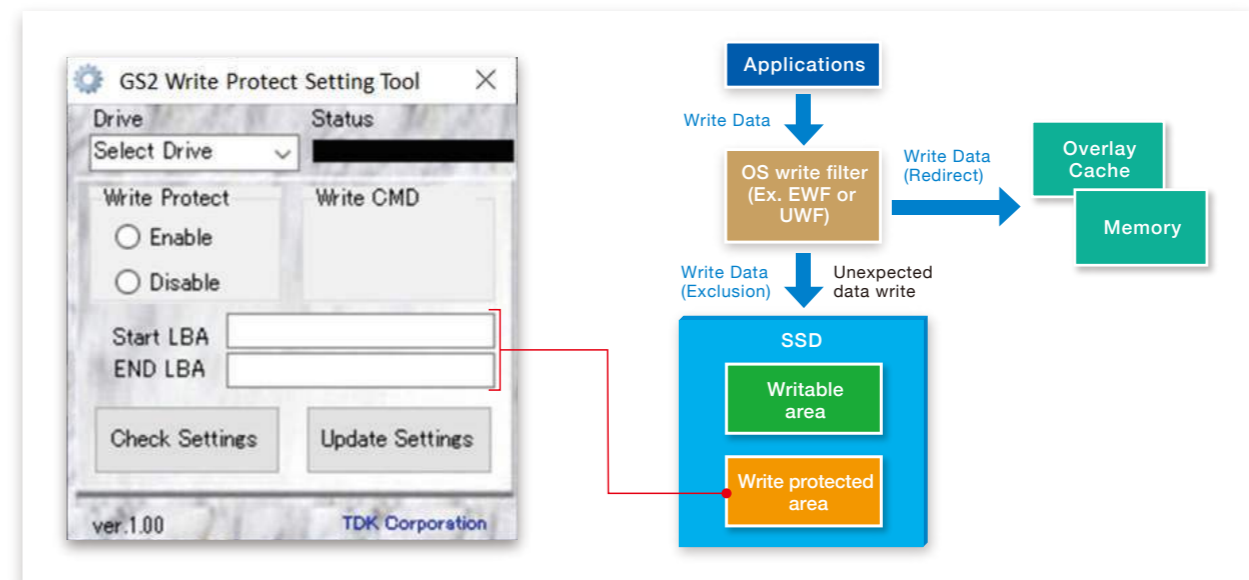 GS2 Write Protect Setting Tool
Drive
Status
Select Drive
Write Protect
Write CMD
Enable
Disable
Start LBA
END LBA
Check Settings
Update Settings
ver.1.00
TDK Corporation
Applications
Write Data
OS write filter
(Ex. EWF or
UWF)
Write Data
(Redirect)
Overlay
Cache
Memory
Write Data
(Exclusion)
Unexpected
data write
SSD
Writable
area
Write protected
area